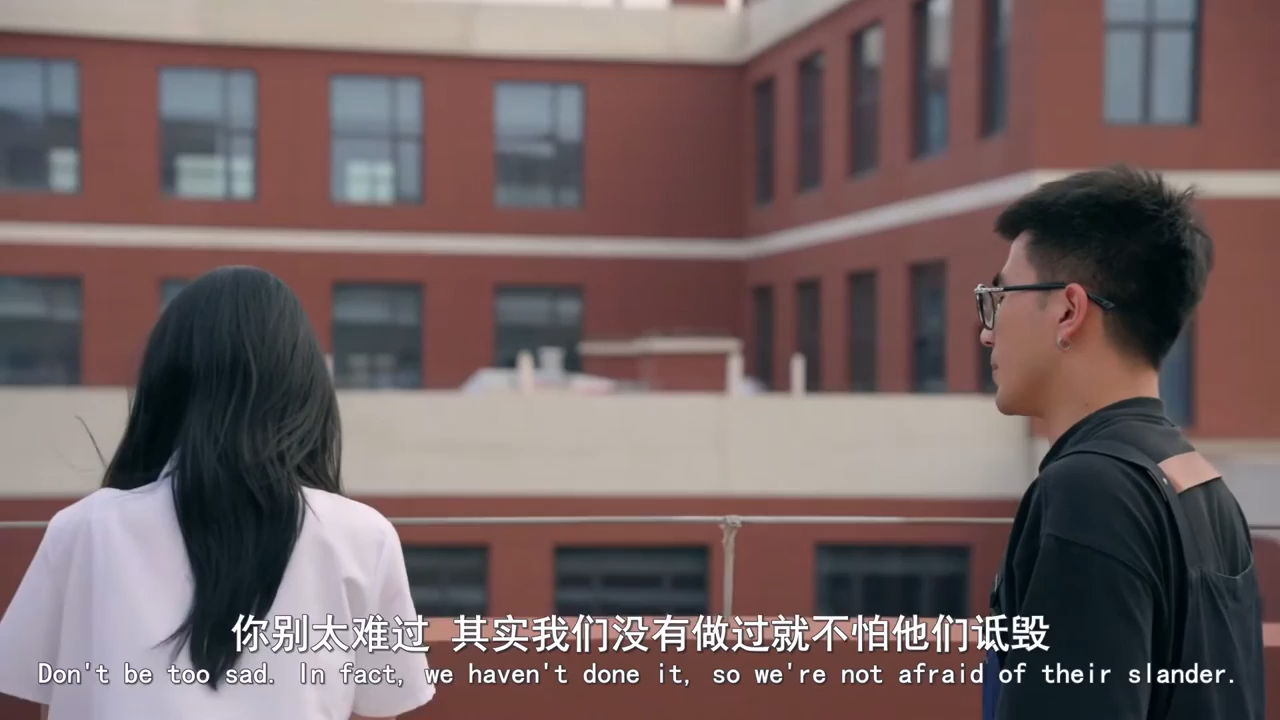 你别太难过 其实我们没有做过就不怕他们诋毁
Don't be too sad. In fact, we haven't done it, so we're not afraid of their slander.